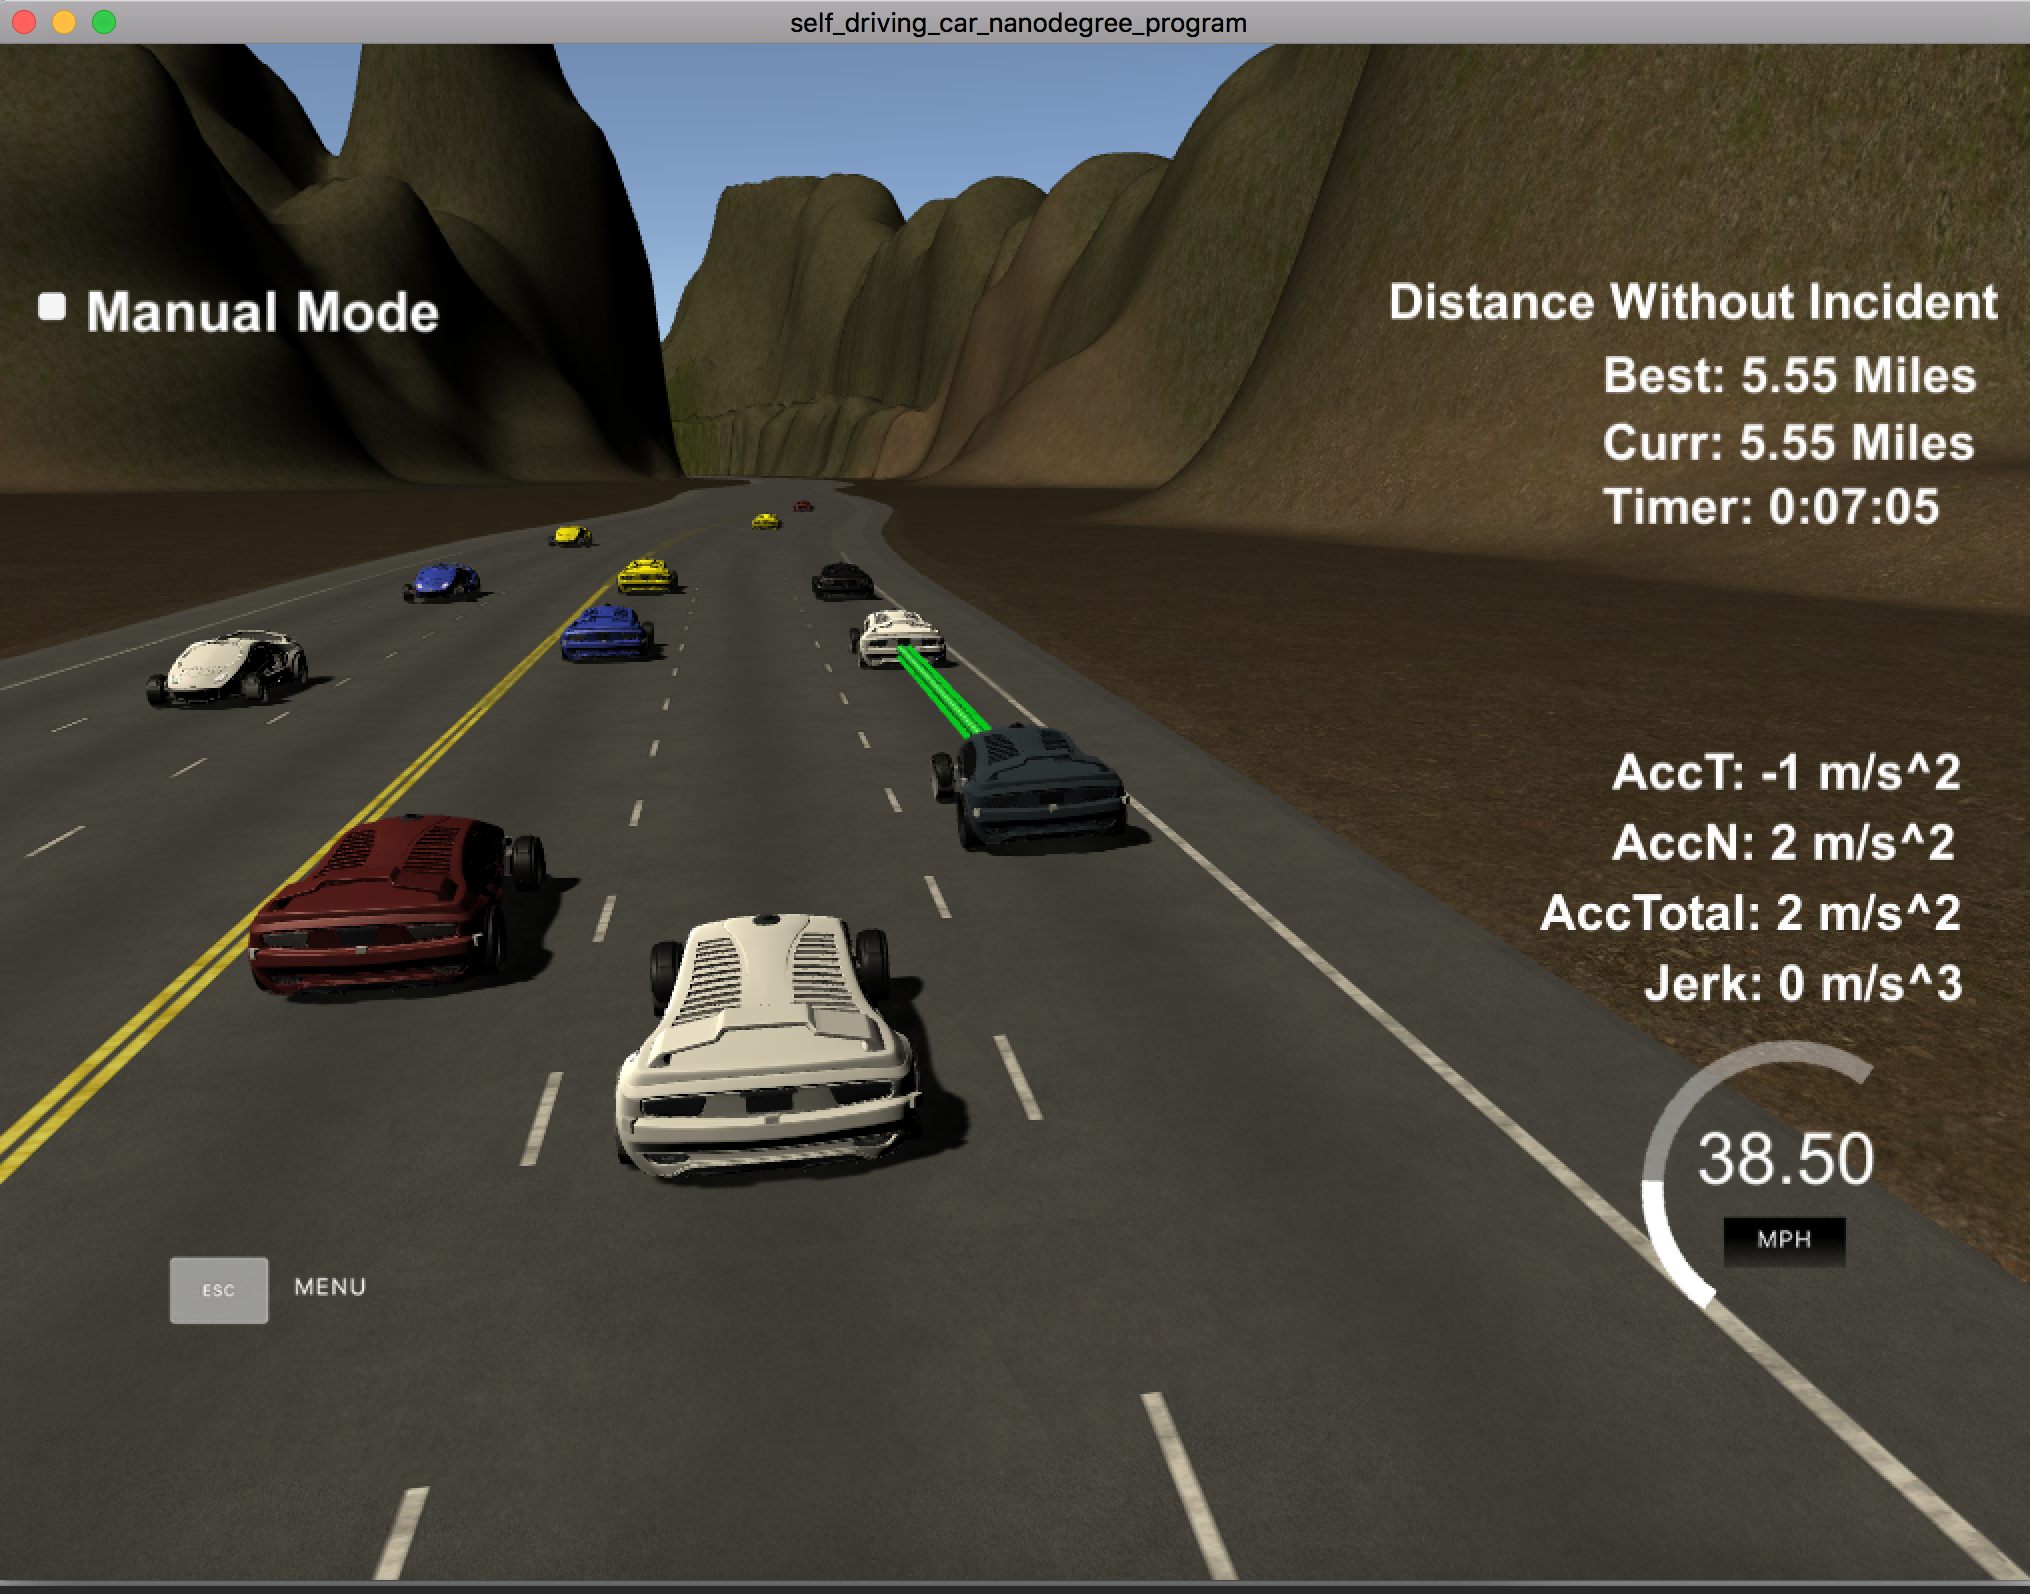 self_driving_car_nanodegree_program
Manual Mode
Distance Without Incident
Best: 5.55 Miles
Curr: 5.55 Miles
Timer: 0:07:05
AccT: -1 m/s^2
AccN: 2 m/s^2
AccTotal: 2 m/s^2
Jerk: 0 m/s^3
38.50
MPH
ESC MENU